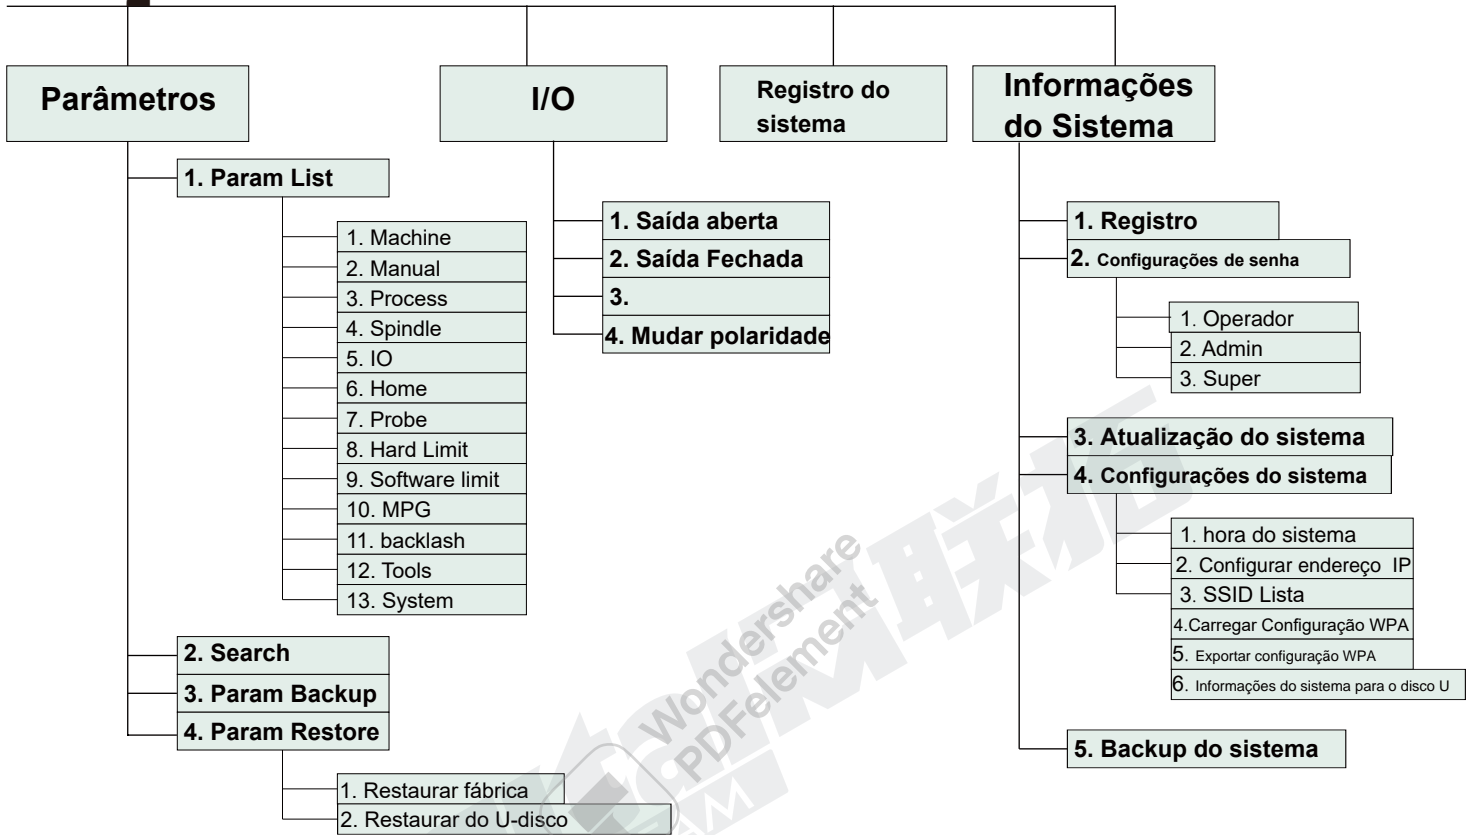 Parâmetros
1. Param List
1. Machine
2. Manual
3. Process
4. Spindle
5. IO
6. Home
7. Probe
8. Hard Limit
9. Software limit
10. MPG
11. backlash
12. Tools
13. System
2. Search
3. Param Backup
4. Param Restore
1. Restaurar fábrica
2. Restaurar do U-disco
I/O
1. Saída aberta
2. Saída Fechada
3.
4. Mudar polaridade
Registro do
sistema
Informações
do Sistema
1. Registro
2. Configurações de senha
1. Operador
2. Admin
3. Super
3. Atualização do sistema
4. Configurações do sistema
1. hora do sistema
2. Configurar endereço IP
3. SSID Lista
4.Carregar Configuração WPA
5. Exportar configuração WPA
6. Informações do sistema para o disco U
5. Backup do sistema
Wondershare
PDFelement
联拓